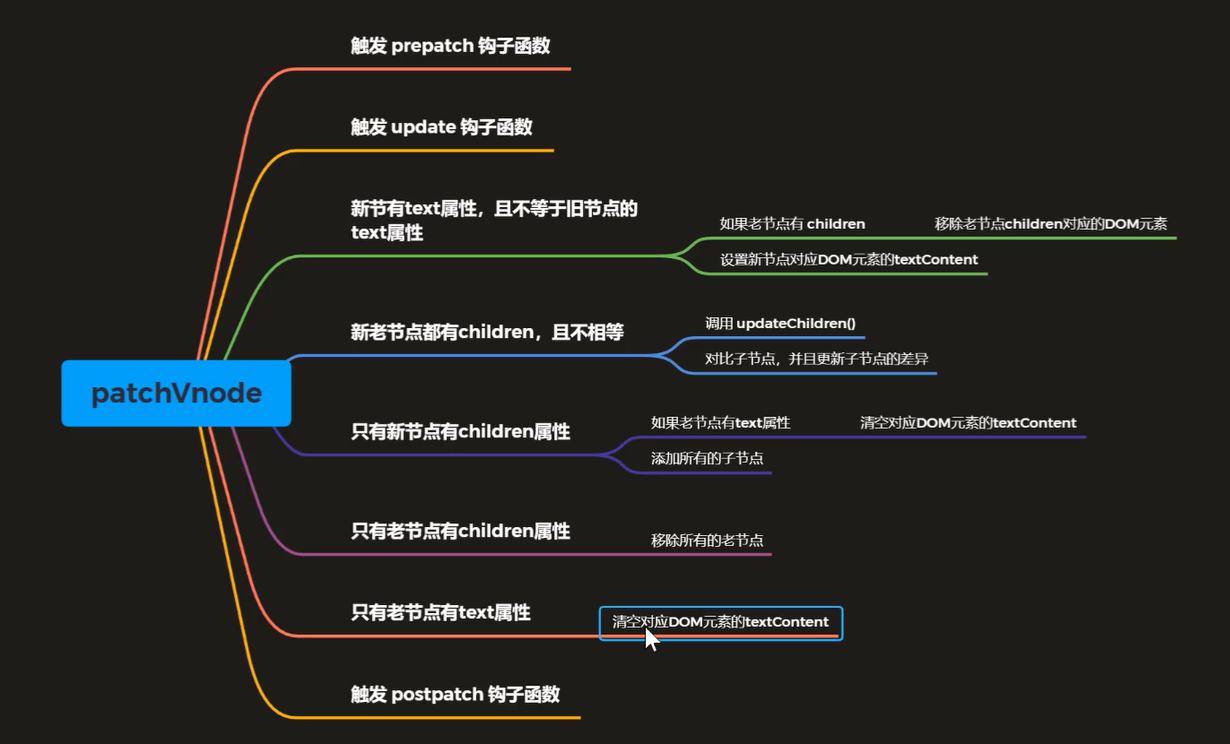 触发 prepatch 钩子函数
触发 update 钩子函数
新节有text属性，且不等于旧节点的
text属性
如果老节点有 children
移除老节点children对应的DOM元素
设置新节点对应DOM元素的textContent
新老节点都有children，且不相等
调用 updateChildren()
对比子节点，并且更新子节点的差异
patchVnode
只有新节点有children属性
如果老节点有text属性
清空对应DOM元素的textContent
添加所有的子节点
只有老节点有children属性
移除所有的老节点
只有老节点有text属性
清空对应DOM元素的textContent
触发 postpatch 钩子函数